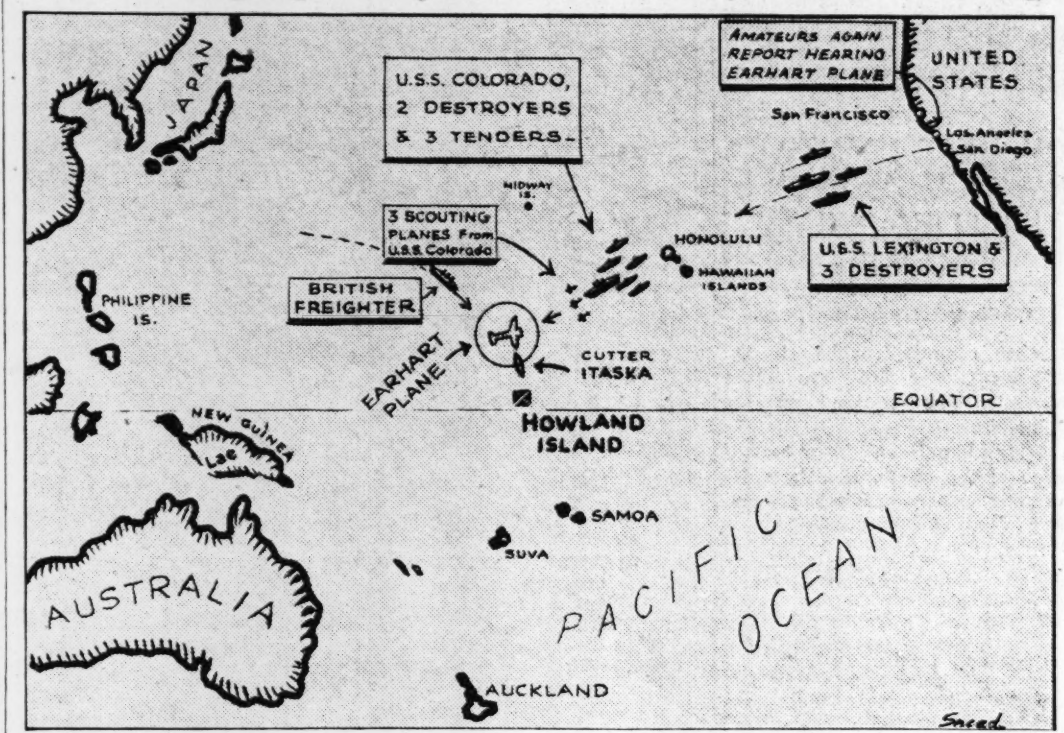 AMATEURS AGAIN
REPORT HEARING
EARHART PLANE
UNITED
STATES
JAPAN
U.S.S. COLORADO,
2 DESTROYERS
& 3 TENDERS-
San Francisco
Los Angeles
San Diego
MIDWAY
IS.
3 SCOUTING
PLANES From
U.S.S. Colorado
HONOLULU
HAWAIIAN
ISLANDS
U.S.S. LEXINGTON &
3 DESTROYERS
BRITISH
FREIGHTER
PHILIPPINE
IS.
EARHART
PLANE
CUTTER
ITASKA
EQUATOR
HOWLAND
ISLAND
NEW GUINEA
Lae
SAMOA
SUVA
AUSTRALIA
PACIFIC
OCEAN
AUCKLAND
Sneed